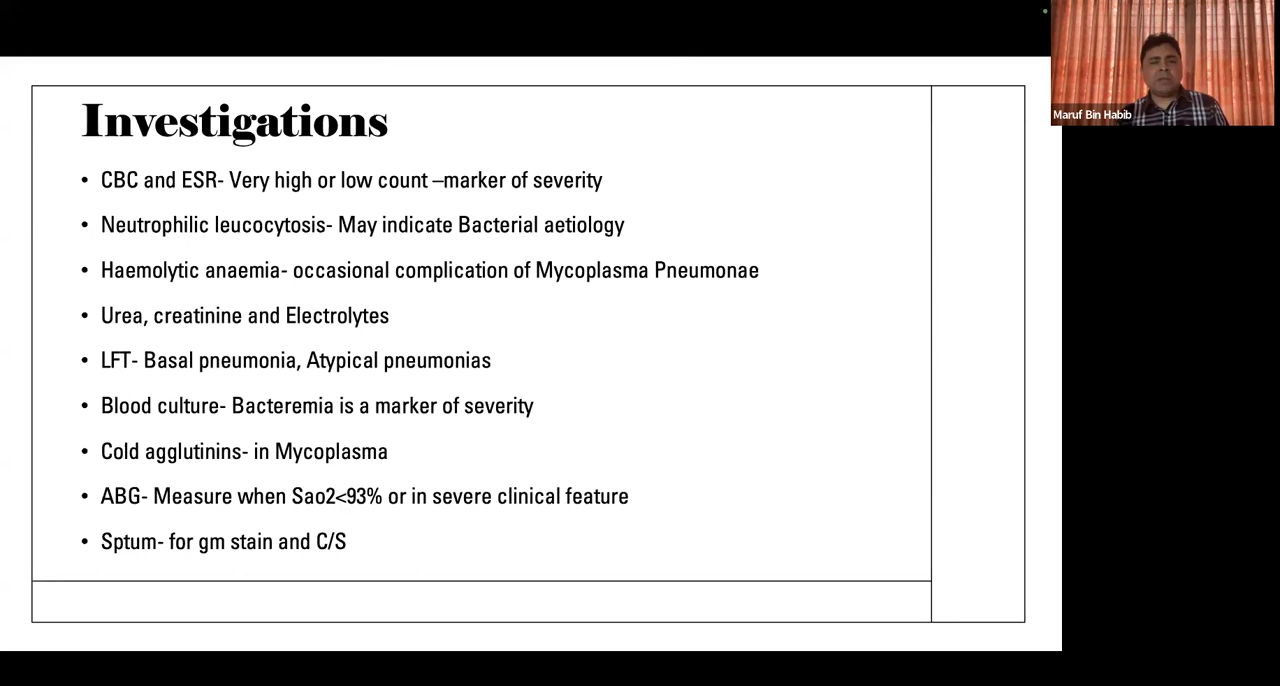 Investigations
• CBC and ESR- Very high or low count –marker of severity
• Neutrophilic leucocytosis- May indicate Bacterial aetiology
• Haemolytic anaemia- occasional complication of Mycoplasma Pneumonae
• Urea, creatinine and Electrolytes
• LFT- Basal pneumonia, Atypical pneumonias
• Blood culture- Bacteremia is a marker of severity
• Cold agglutinins- in Mycoplasma
• ABG- Measure when Sao2<93% or in severe clinical feature
• Sptum- for gm stain and C/S
Maruf Bin Habib